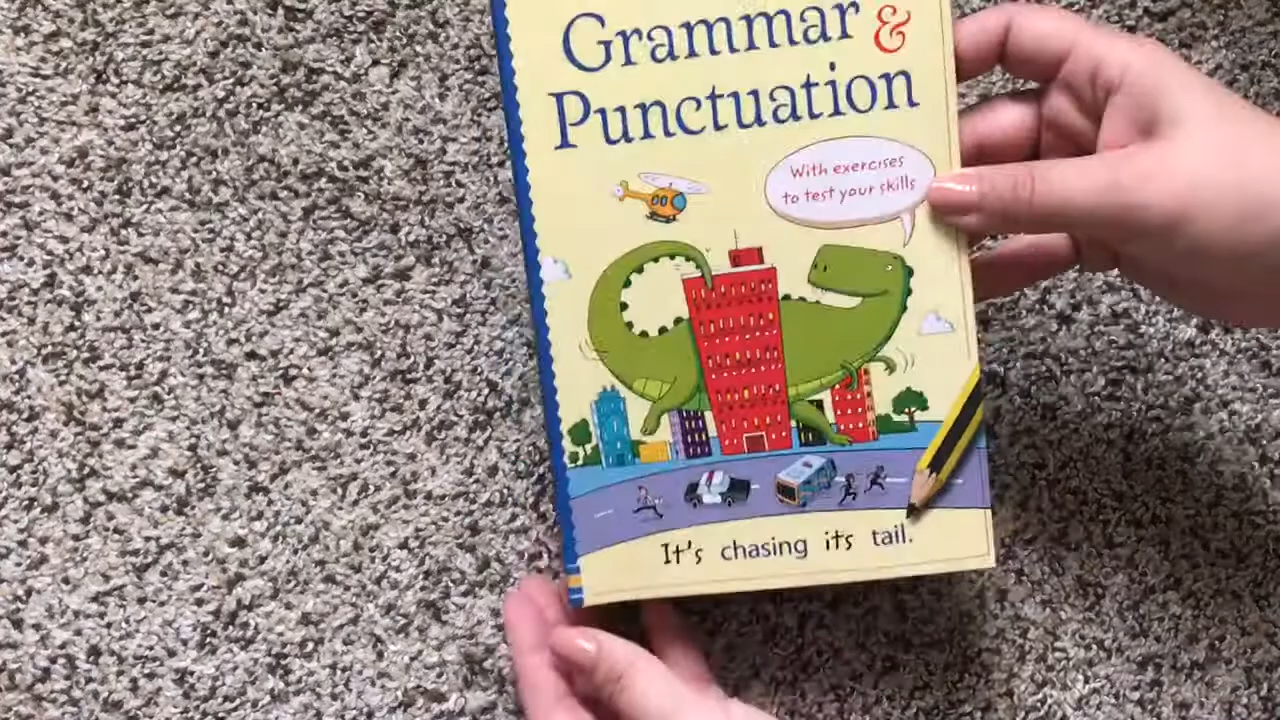 Grammar &
Punctuation
With exercises
to test your skills
It's chasing its tail.